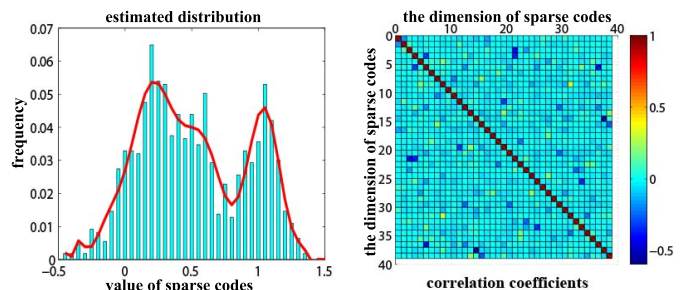 estimated distribution
0.07
0.06
0.05
0.04
0.03
0.02
0.01
0
frequency
−0.5 0 0.5 1 1.5
value of sparse codes
the dimension of sparse codes
0 10 20 30 40
0
5
10
15
20
25
30
35
40
the dimension of sparse codes
1
0.5
0
−0.5
correlation coefficients